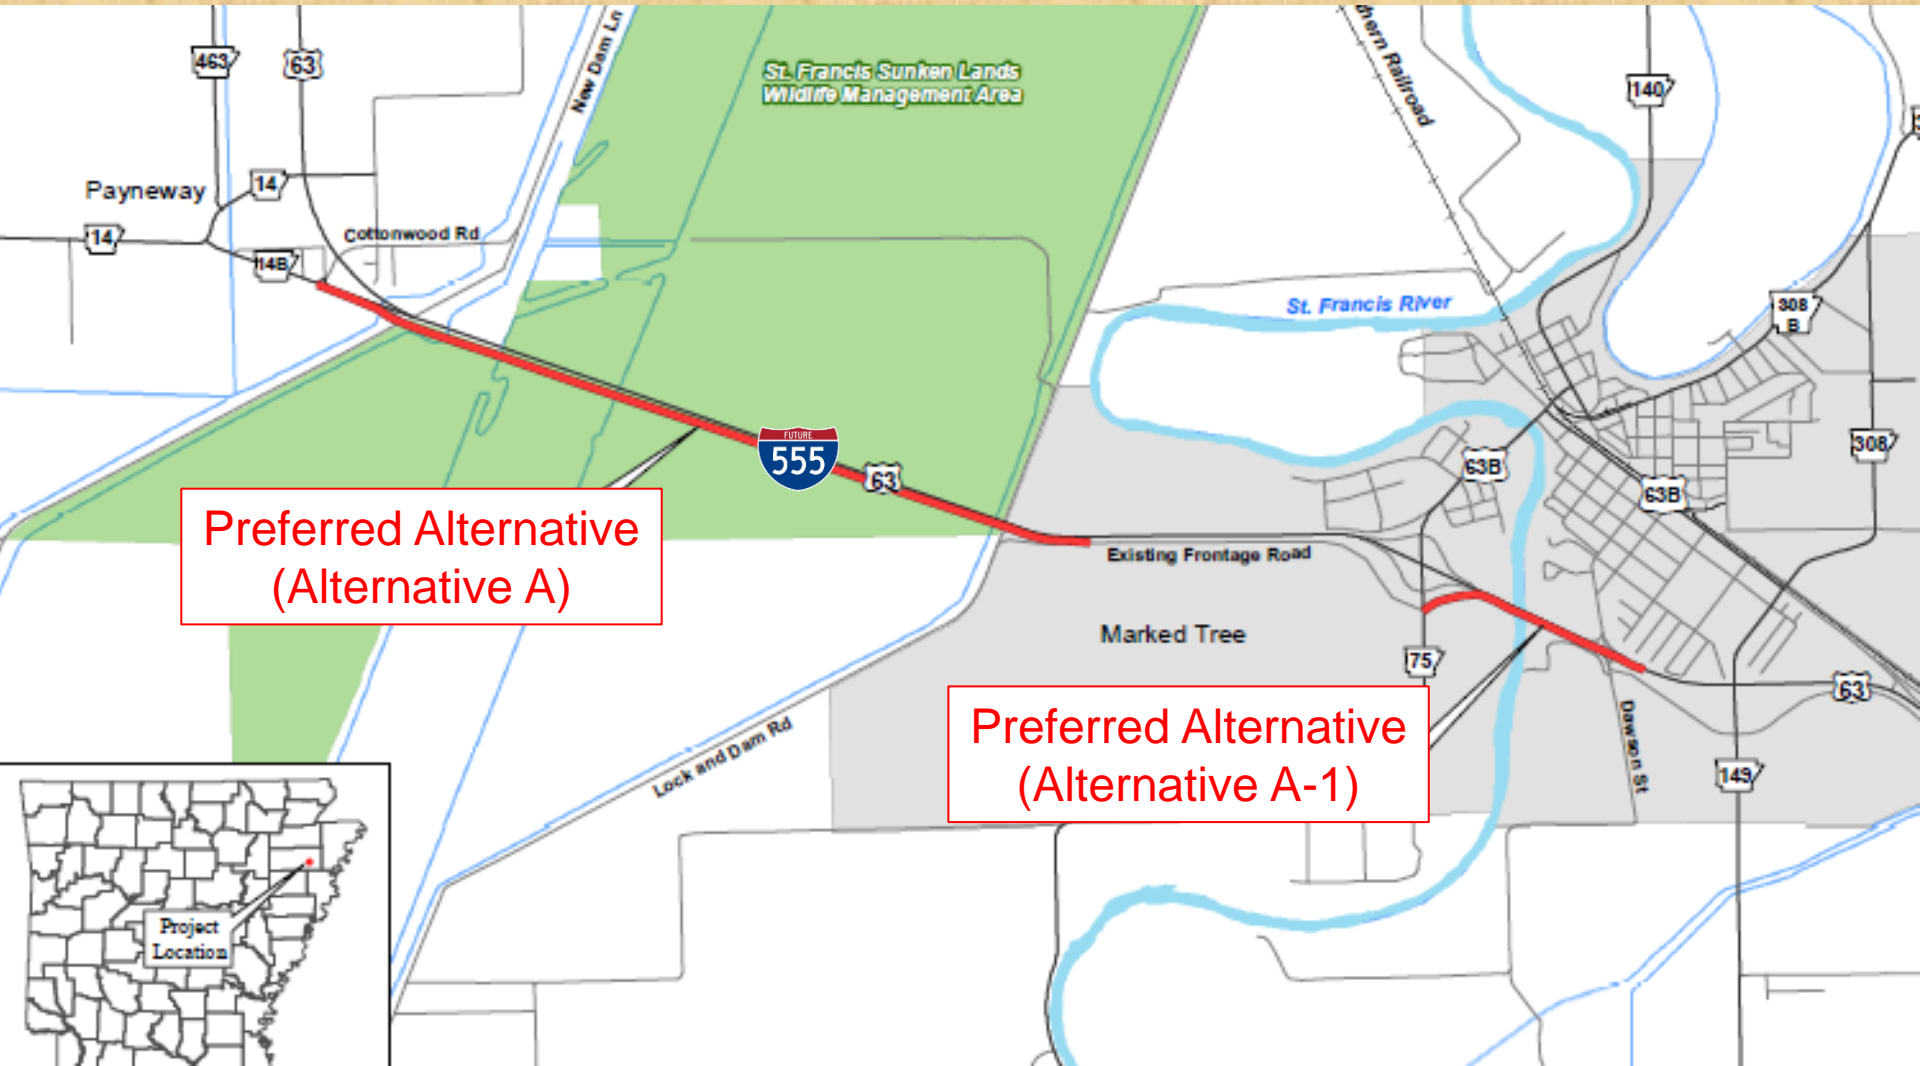 463
63
New Dam Ln
St. Francis Sunken Lands
Wildlife Management Area
thern Railroad
140
Payneway
14
14
Cottonwood Rd
14B
St. Francis River
308
B
308
FUTURE
555
63
63B
63B
Preferred Alternative
(Alternative A)
Existing Frontage Road
Marked Tree
75
Preferred Alternative
(Alternative A-1)
63
Dawson St
Lock and Dam Rd
149
Project
Location